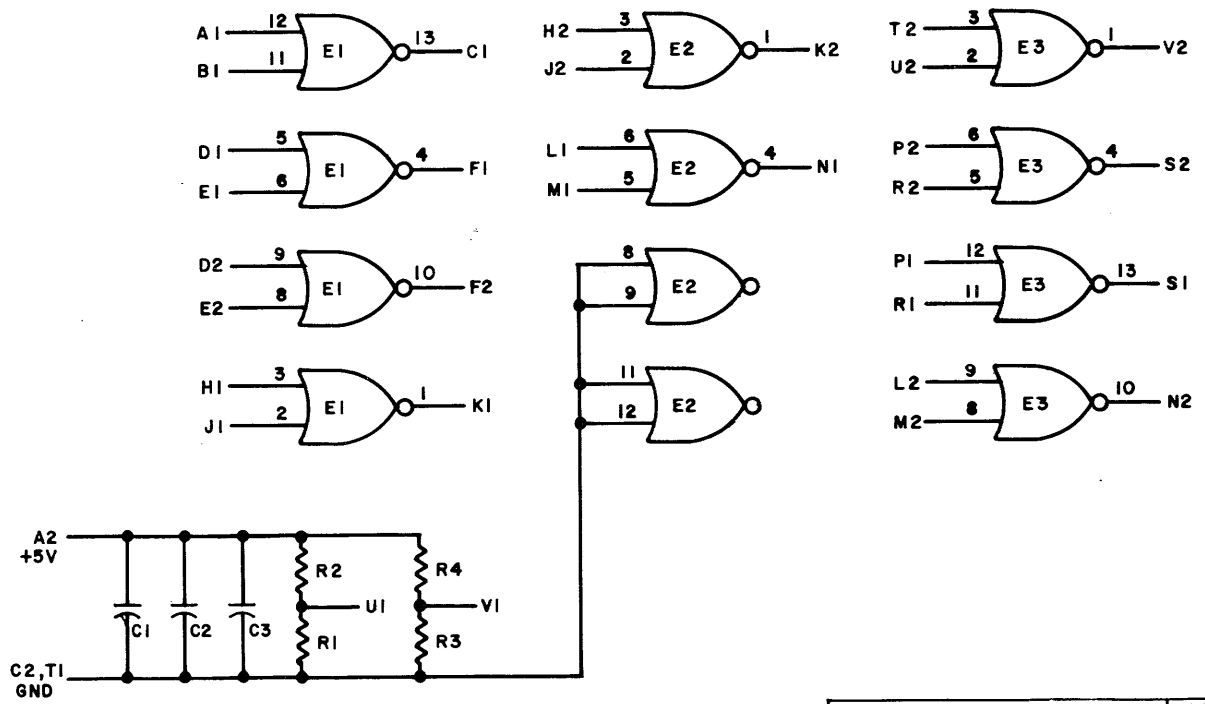 A1 12 E1 13 C1
B1 11
H2 3 E2 1 K2
J2 2
T2 3 E3 1 V2
U2 2
D1 5 E1 4 F1
E1 6
L1 6 E2 4 N1
M1 5
P2 6 E3 4 S2
R2 5
D2 9 E1 10 F2
E2 8
8 E2
9
P1 12 E3 13 S1
R1 11
H1 3 E1 1 K1
J1 2
11 E2
12
L2 9 E3 10 N2
M2 8
A2
+5V
R2 R4
C1 C2 C3 U1 V1
R1 R3
C2,T1
GND